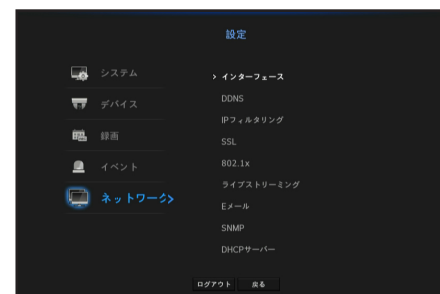 設定
システム
デバイス
録画
イベント
ネットワーク>
> インターフェース
DDNS
IPフィルタリング
SSL
802.1x
ライブストリーミング
Eメール
SNMP
DHCPサーバー
ログアウト 戻る